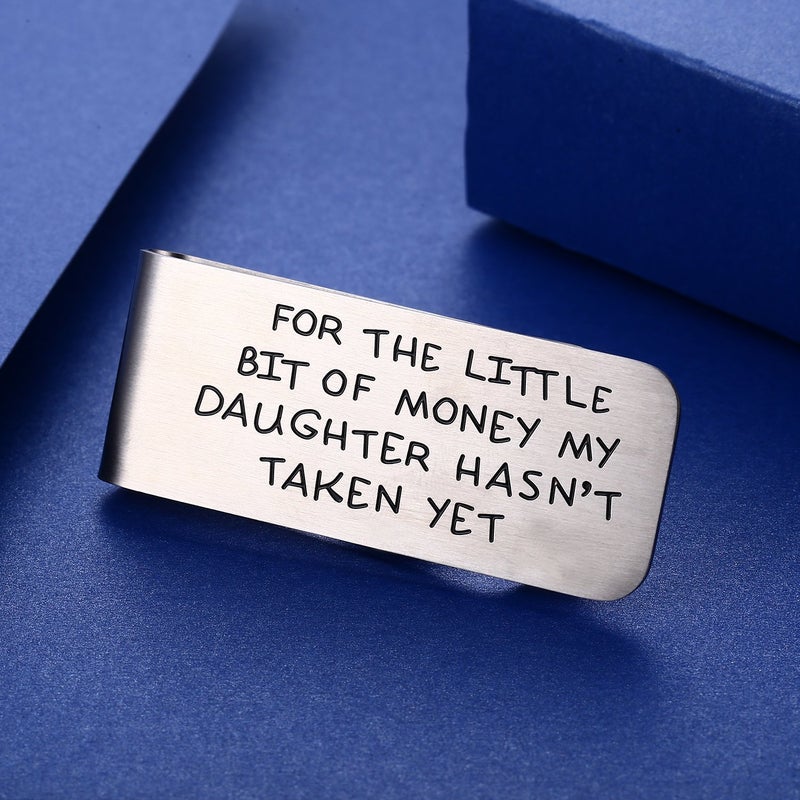 FOR THE LITTLE
BIT OF MONEY MY
DAUGHTER HASN'T
TAKEN YET